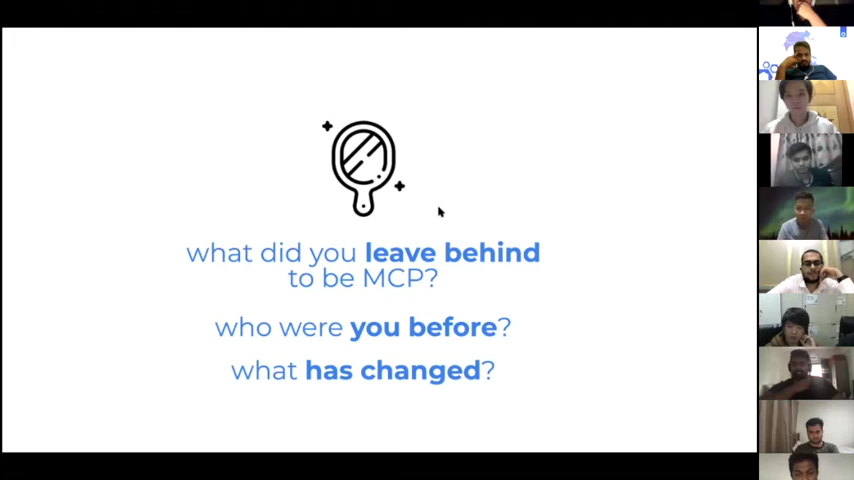 what did you leave behind
to be MCP?
who were you before?
what has changed?